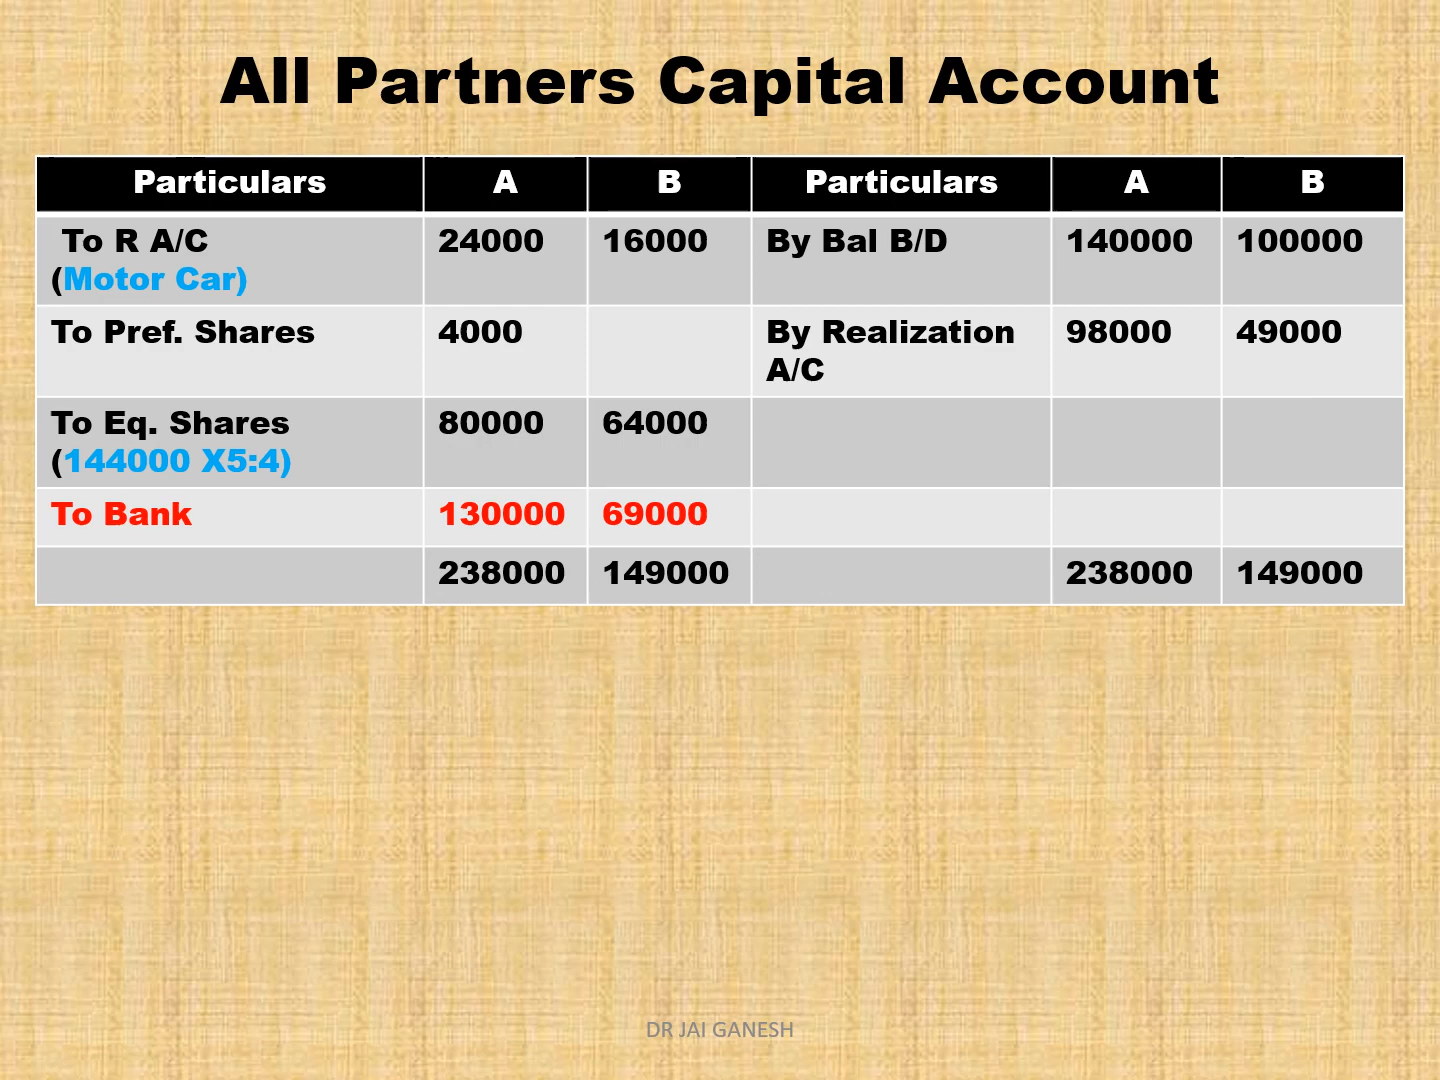 All Partners Capital Account
Particulars A B Particulars A B
To R A/C 24000 16000 By Bal B/D 140000 100000
(Motor Car)
To Pref. Shares 4000 By Realization 98000 49000
A/C
To Eq. Shares 80000 64000
(144000 X5:4)
To Bank 130000 69000
238000 149000 238000 149000
DR JAI GANESH